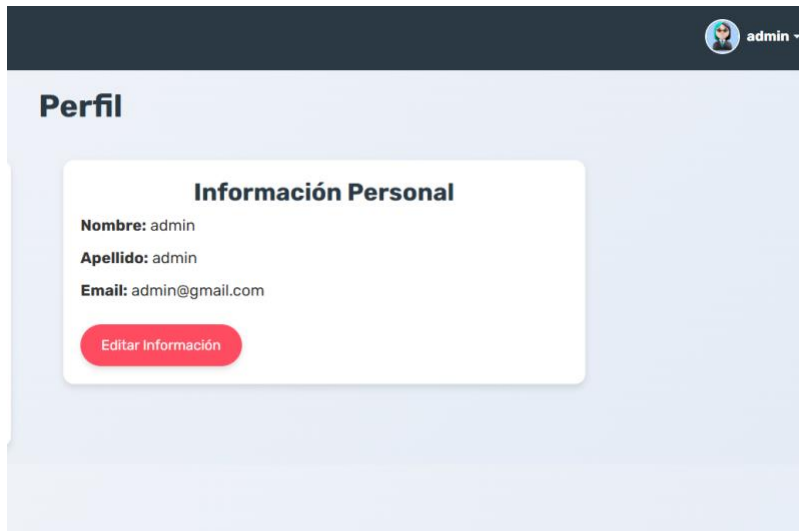 admin
Perfil
Información Personal
Nombre: admin
Apellido: admin
Email: admin@gmail.com
Editar Información